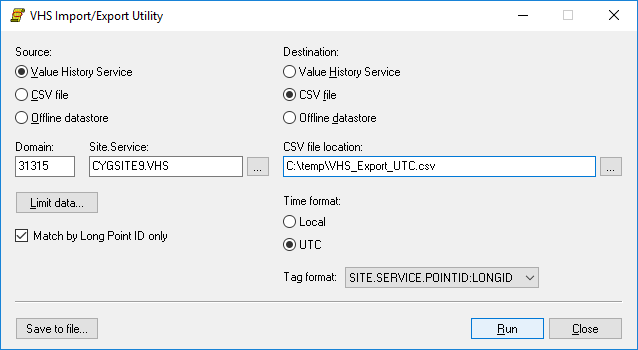 VHS Import/Export Utility
Source:
Value History Service
CSV file
Offline datastore
Domain:
Site.Service:
31315
CYGSITE9.VHS
...
Limit data...
Match by Long Point ID only
Destination:
Value History Service
CSV file
Offline datastore
CSV file location:
C:\temp\VHS_Export_UTC.csv
...
Time format:
Local
UTC
Tag format:
SITE.SERVICE.POINTID:LONGID
Save to file...
Run
Close